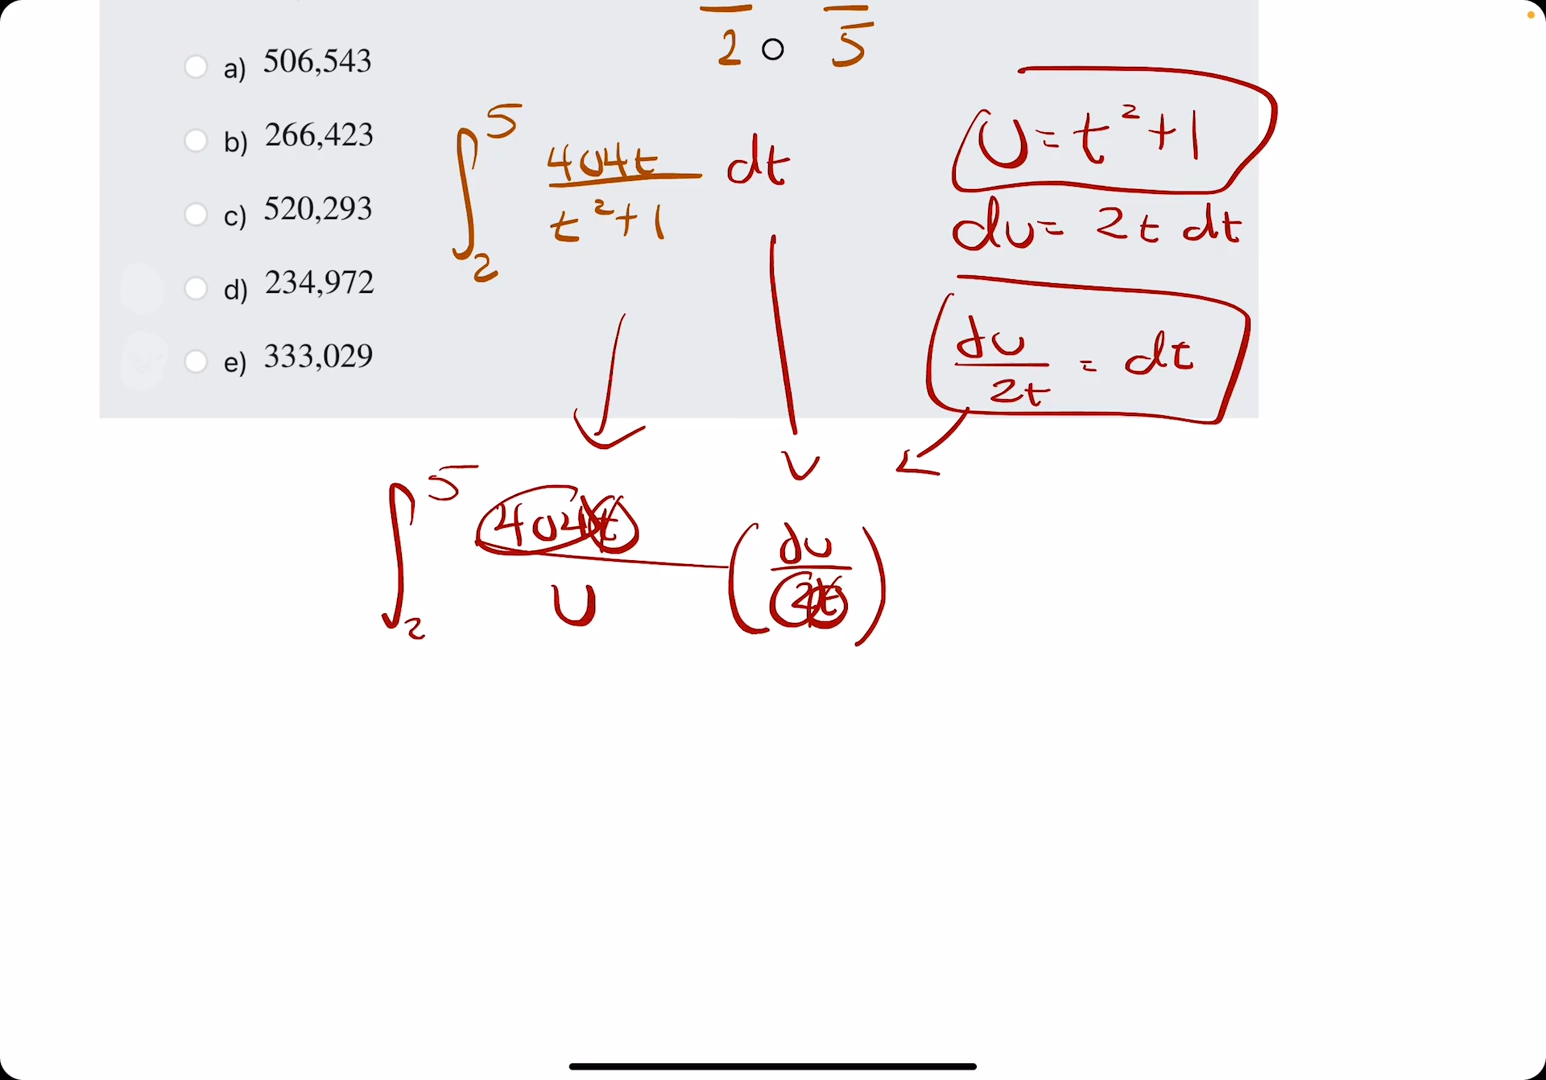 2 5
a) 506,543
b) 266,423
c) 520,293
d) 234,972
e) 333,029
∫₂⁵ 404t/(t²+1) dt
U = t²+1
du = 2t dt
du/2t = dt
∫₂⁵ 404t/U (du/2t)